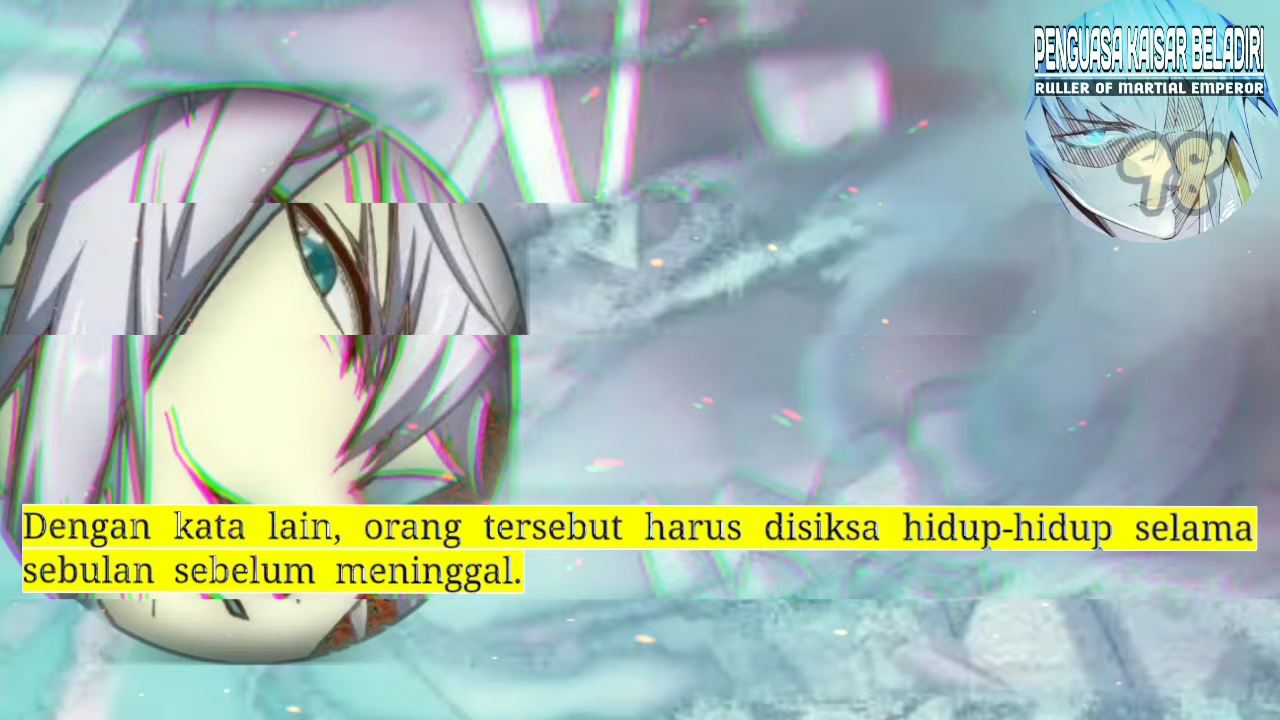 PENGUASA KAISAR BELADIRI
RULLER OF MARTIAL EMPEROR
98
Dengan kata lain, orang tersebut harus disiksa hidup-hidup selama
sebulan sebelum meninggal.